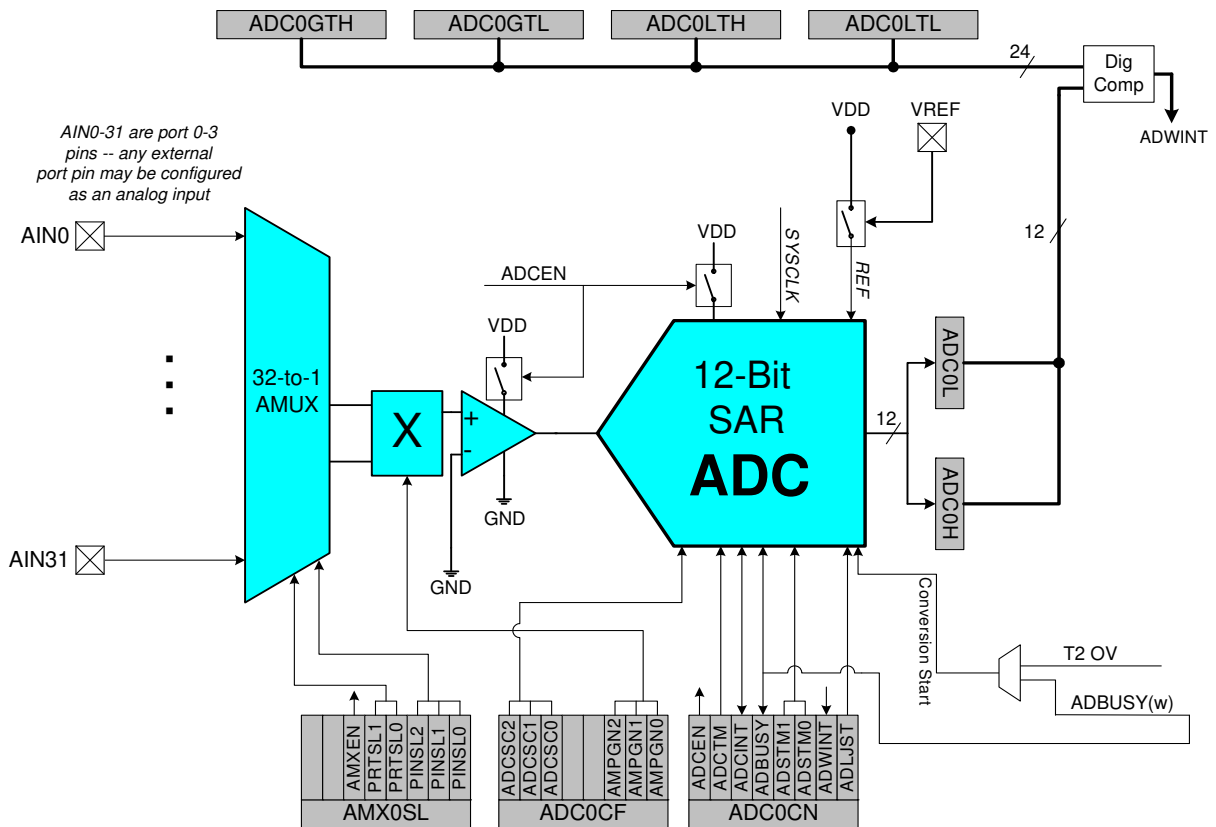 ADC0GTH
ADC0GTL
ADC0LTH
ADC0LTL
24
Dig
Comp
ADWINT
AIN0-31 are port 0-3
pins -- any external
port pin may be configured
as an analog input
VDD
VREF
AIN0
12
VDD
SYSCLK
REF
ADCEN
VDD
32-to-1
AMUX
X
+
-
12-Bit
SAR
ADC
12
ADC0L
ADC0H
GND
GND
AIN31
Conversion Start
T2 OV
ADBUSY(w)
AMXEN
PRTSL1
PRTSL0
PINSL2
PINSL1
PINSL0
AMX0SL
ADCSC2
ADCSC1
ADCSC0
AMPGN2
AMPGN1
AMPGN0
ADC0CF
ADCEN
ADCTM
ADCINT
ADBUSY
ADSTM1
ADSTM0
ADWINT
ADLJST
ADC0CN